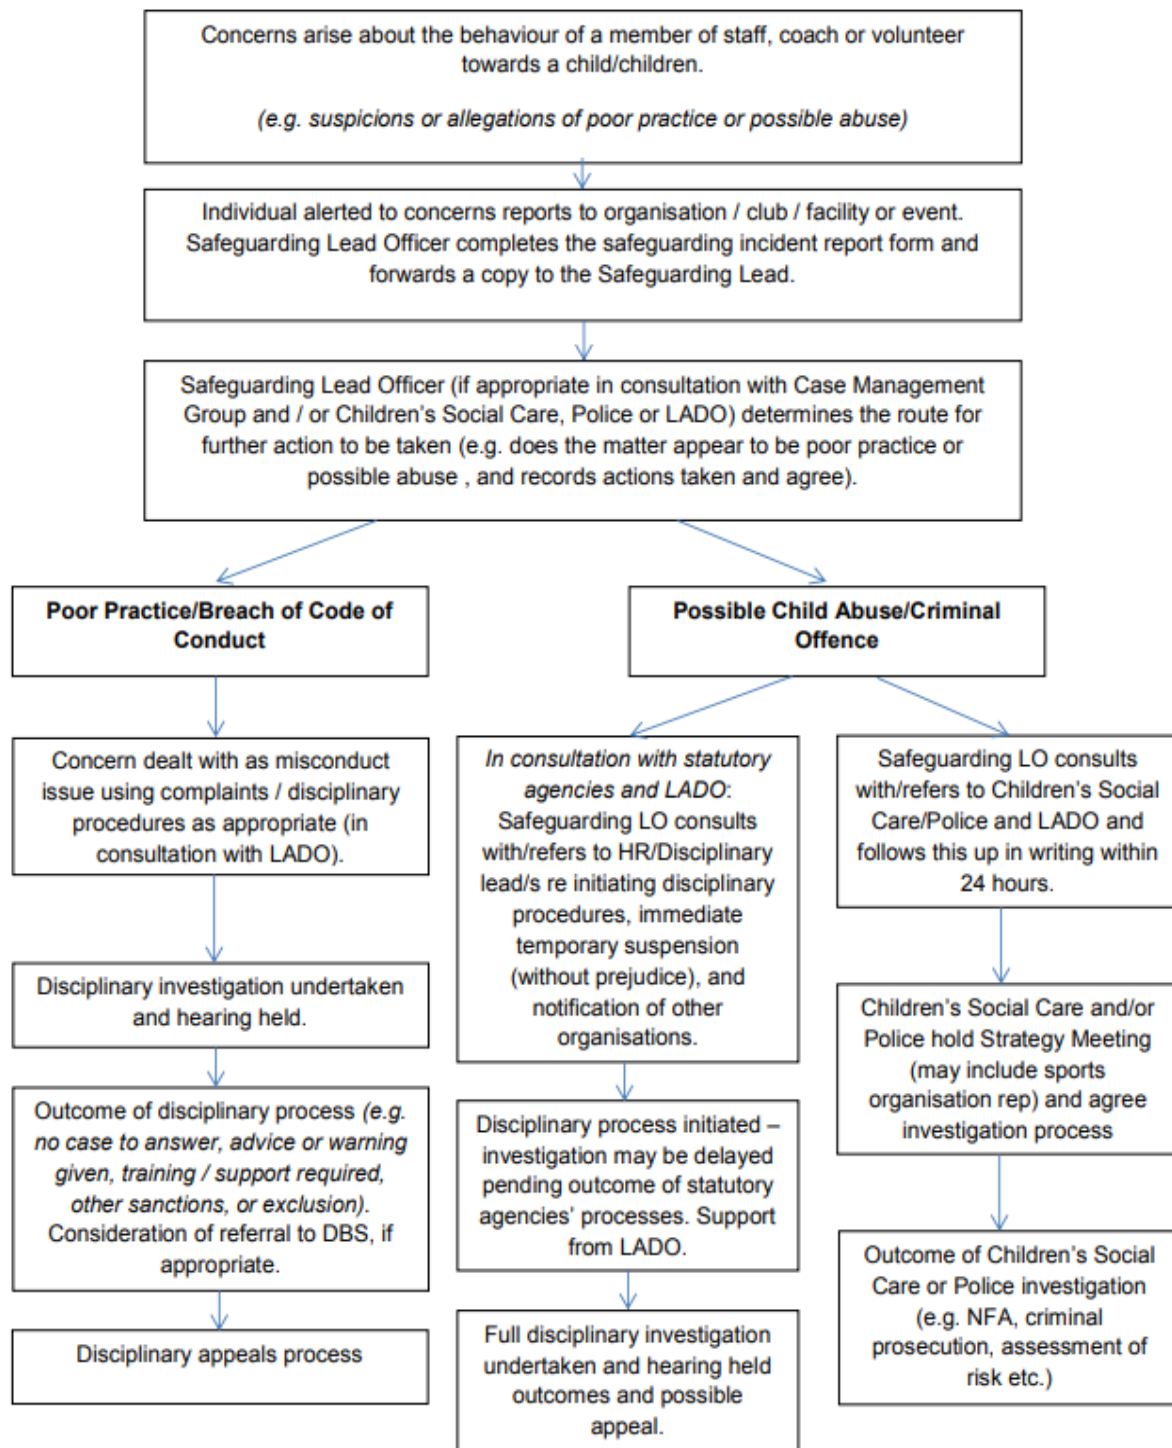 Concerns arise about the behaviour of a member of staff, coach or volunteer
towards a child/children.
(e.g. suspicions or allegations of poor practice or possible abuse)
Individual alerted to concerns reports to organisation / club / facility or event.
Safeguarding Lead Officer completes the safeguarding incident report form and
forwards a copy to the Safeguarding Lead.
Safeguarding Lead Officer (if appropriate in consultation with Case Management
Group and / or Children's Social Care, Police or LADO) determines the route for
further action to be taken (e.g. does the matter appear to be poor practice or
possible abuse , and records actions taken and agree).
Poor Practice/Breach of Code of
Conduct
Concern dealt with as misconduct
issue using complaints / disciplinary
procedures as appropriate (in
consultation with LADO).
Disciplinary investigation undertaken
and hearing held.
Outcome of disciplinary process (e.g.
no case to answer, advice or warning
given, training / support required,
other sanctions, or exclusion).
Consideration of referral to DBS, if
appropriate.
Disciplinary appeals process
Possible Child Abuse/Criminal
Offence
In consultation with statutory
agencies and LADO:
Safeguarding LO consults
with/refers to HR/Disciplinary
lead/s re initiating disciplinary
procedures, immediate
temporary suspension
(without prejudice), and
notification of other
organisations.
Disciplinary process initiated –
investigation may be delayed
pending outcome of statutory
agencies' processes. Support
from LADO.
Full disciplinary investigation
undertaken and hearing held
outcomes and possible
appeal.
Safeguarding LO consults
with/refers to Children's Social
Care/Police and LADO and
follows this up in writing within
24 hours.
Children's Social Care and/or
Police hold Strategy Meeting
(may include sports
organisation rep) and agree
investigation process
Outcome of Children's Social
Care or Police investigation
(e.g. NFA, criminal
prosecution, assessment of
risk etc.)